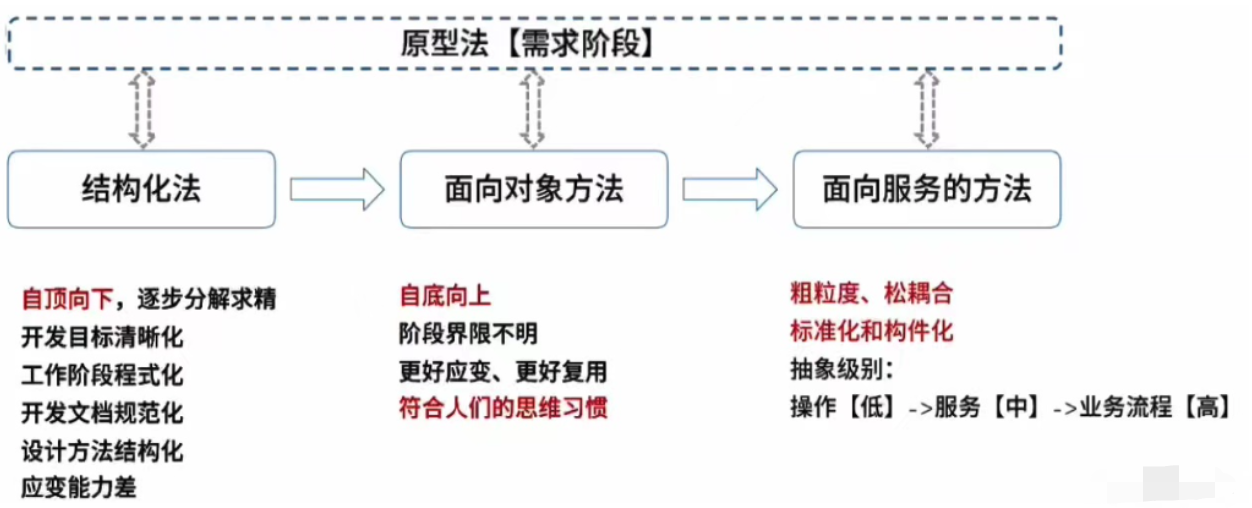 原型法【需求阶段】
结构化法
面向对象方法
面向服务的方法
自顶向下，逐步分解求精
开发目标清晰化
工作阶段程式化
开发文档规范化
设计方法结构化
应变能力差
自底向上
阶段界限不明
更好应变、更好复用
符合人们的思维习惯
粗粒度、松耦合
标准化和构件化
抽象级别：
操作【低】->服务【中】->业务流程【高】